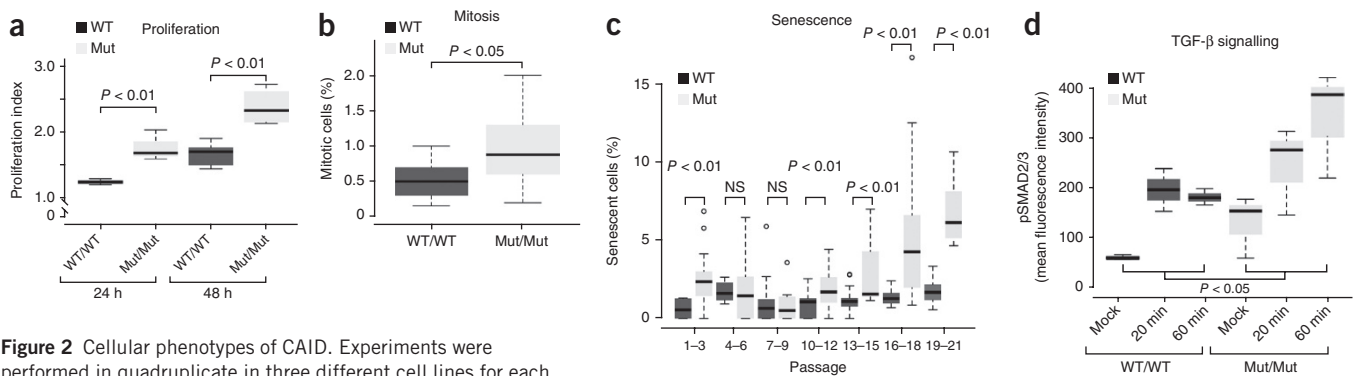 a
Proliferation
WT
Mut
Proliferation index
3.0
2.0
1.0
0
P < 0.01
P < 0.01
WT/WT
Mut/Mut
WT/WT
Mut/Mut
24 h
48 h
b
Mitosis
WT
Mut
Mitotic cells (%)
2.0
1.5
1.0
0.5
0
P < 0.05
WT/WT
Mut/Mut
c
Senescence
WT
Mut
Senescent cells (%)
15
10
5
0
P < 0.01
NS
NS
P < 0.01
P < 0.01
P < 0.01
P < 0.01
1–3 4–6 7–9 10–12 13–15 16–18 19–21
Passage
d
TGF-β signalling
WT
Mut
pSMAD2/3
(mean fluorescence intensity)
400
300
200
100
0
P < 0.05
Mock
20 min
60 min
Mock
20 min
60 min
WT/WT
Mut/Mut
Figure 2 Cellular phenotypes of CAID. Experiments were
performed in quadruplicate in three different cell lines for each